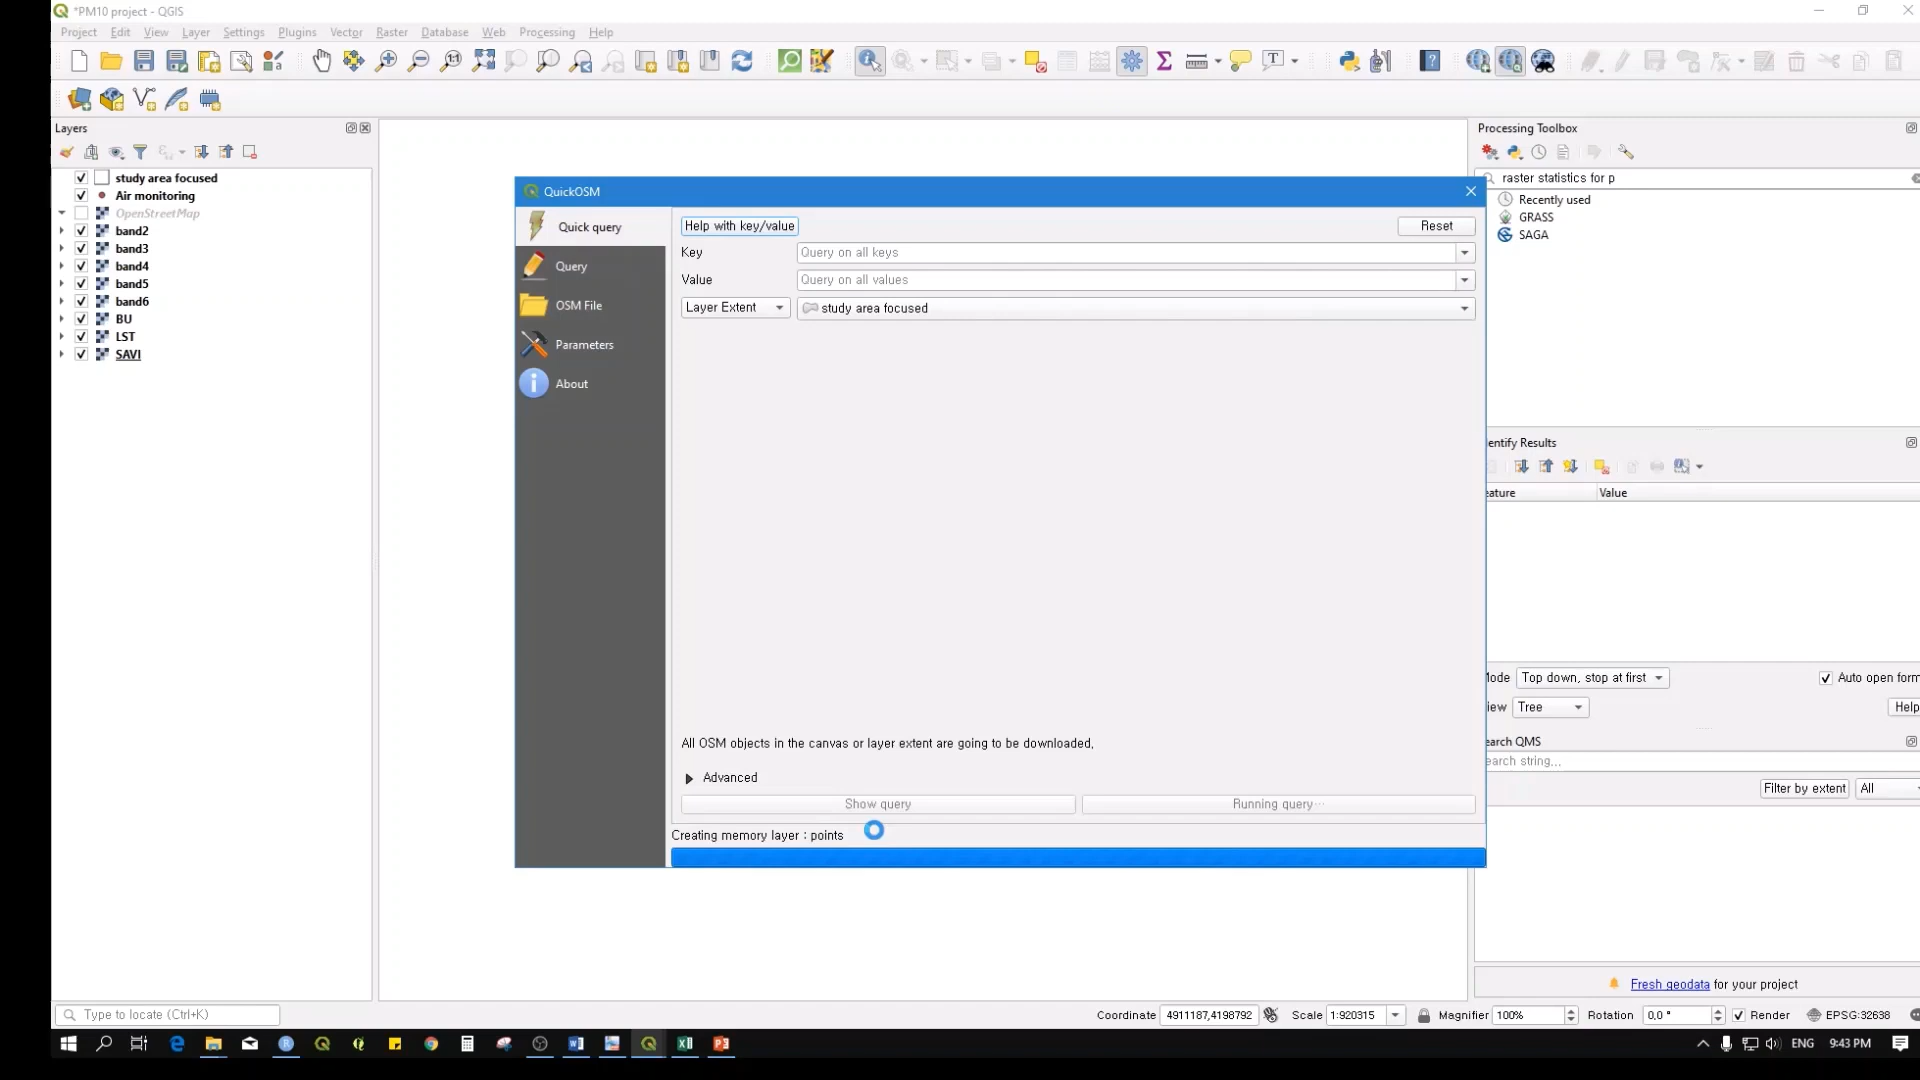 *PM10 project - QGIS
Project Edit View Layer Settings Plugins Vector Raster Database Web Processing Help
Layers
study area focused
Air monitoring
OpenStreetMap
band2
band3
band4
band5
band6
BU
LST
SAVI
QuickOSM
Quick query
Query
OSM File
Parameters
About
Help with key/value
Reset
Key
Query on all keys
Value
Query on all values
Layer Extent
study area focused
All OSM objects in the canvas or layer extent are going to be downloaded,
Advanced
Show query
Running query···
Creating memory layer : points
Processing Toolbox
raster statistics for p
Recently used
GRASS
SAGA
entify Results
eature
Value
Mode
Top down, stop at first
Auto open form
iew
Tree
Help
earch QMS
earch string...
Filter by extent
All
Fresh geodata for your project
Type to locate (Ctrl+K)
Coordinate 4911187,4198792
Scale 1:920315
Magnifier 100%
Rotation 0,0 °
Render
EPSG:32638
ENG
9:43 PM